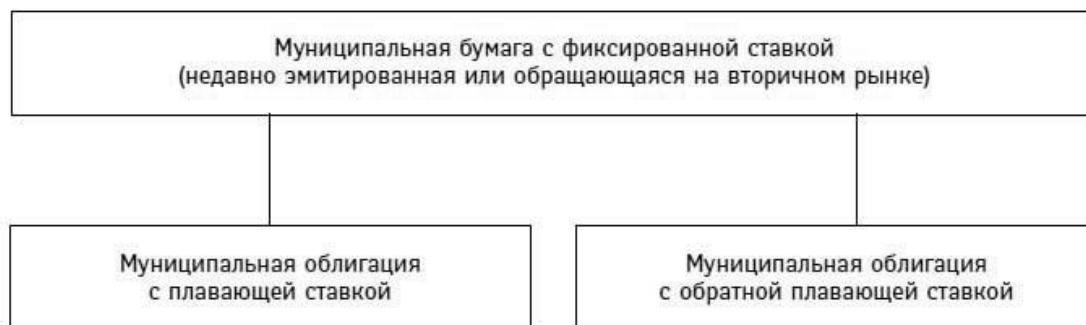 Муниципальная бумага с фиксированной ставкой
(недавно эмитированная или обращающаяся на вторичном рынке)
Муниципальная облигация
с плавающей ставкой
Муниципальная облигация
с обратной плавающей ставкой